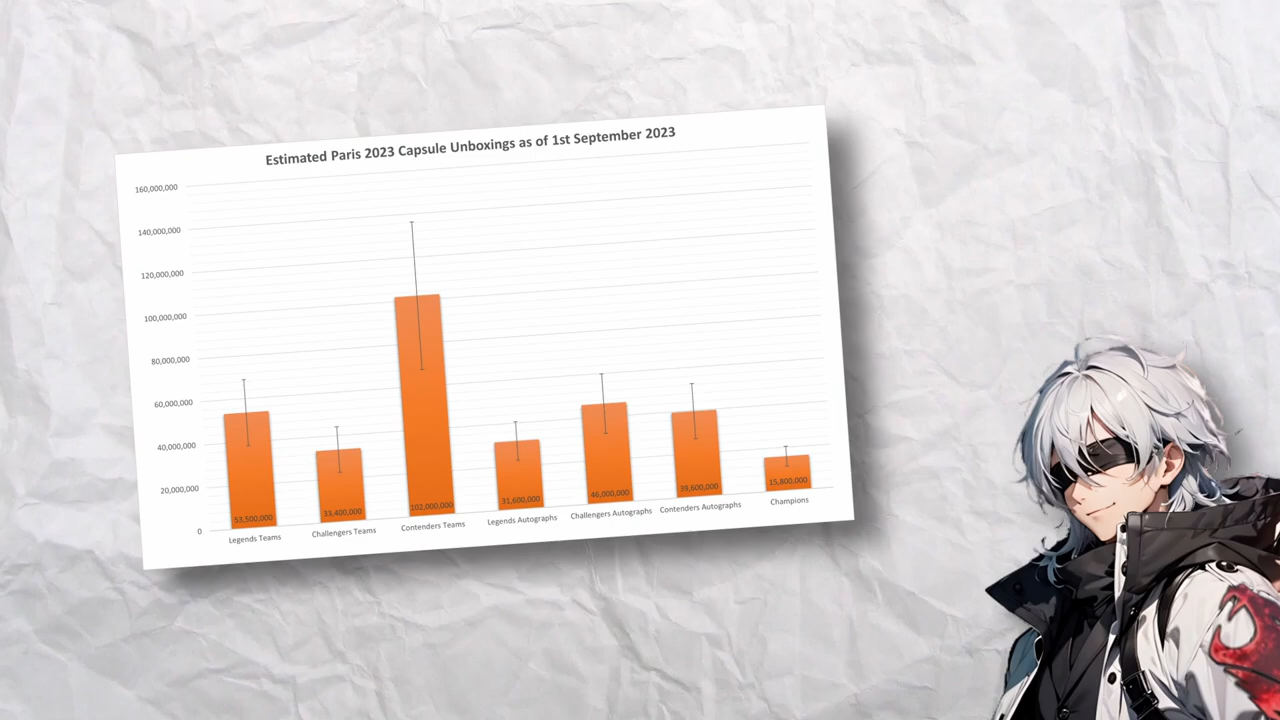 Estimated Paris 2023 Capsule Unboxings as of 1st September 2023
160,000,000
140,000,000
120,000,000
100,000,000
80,000,000
60,000,000
40,000,000
20,000,000
0
53,500,000
33,400,000
102,000,000
31,600,000
46,000,000
39,600,000
15,800,000
Legends Teams
Challengers Teams
Contenders Teams
Legends Autographs
Challengers Autographs
Contenders Autographs
Champions